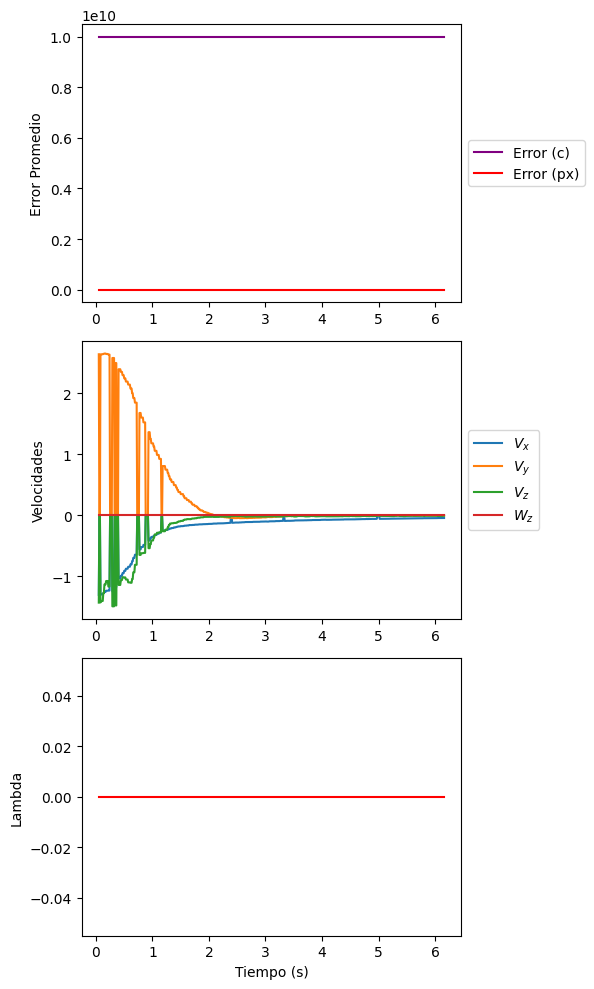 1e10
1.0
0.8
0.6
0.4
0.2
0.0
Error Promedio
0 1 2 3 4 5 6
Error (c)
Error (px)
2
1
0
−1
Velocidades
0 1 2 3 4 5 6
V_x
V_y
V_z
W_z
0.04
0.02
0.00
−0.02
−0.04
Lambda
0 1 2 3 4 5 6
Tiempo (s)